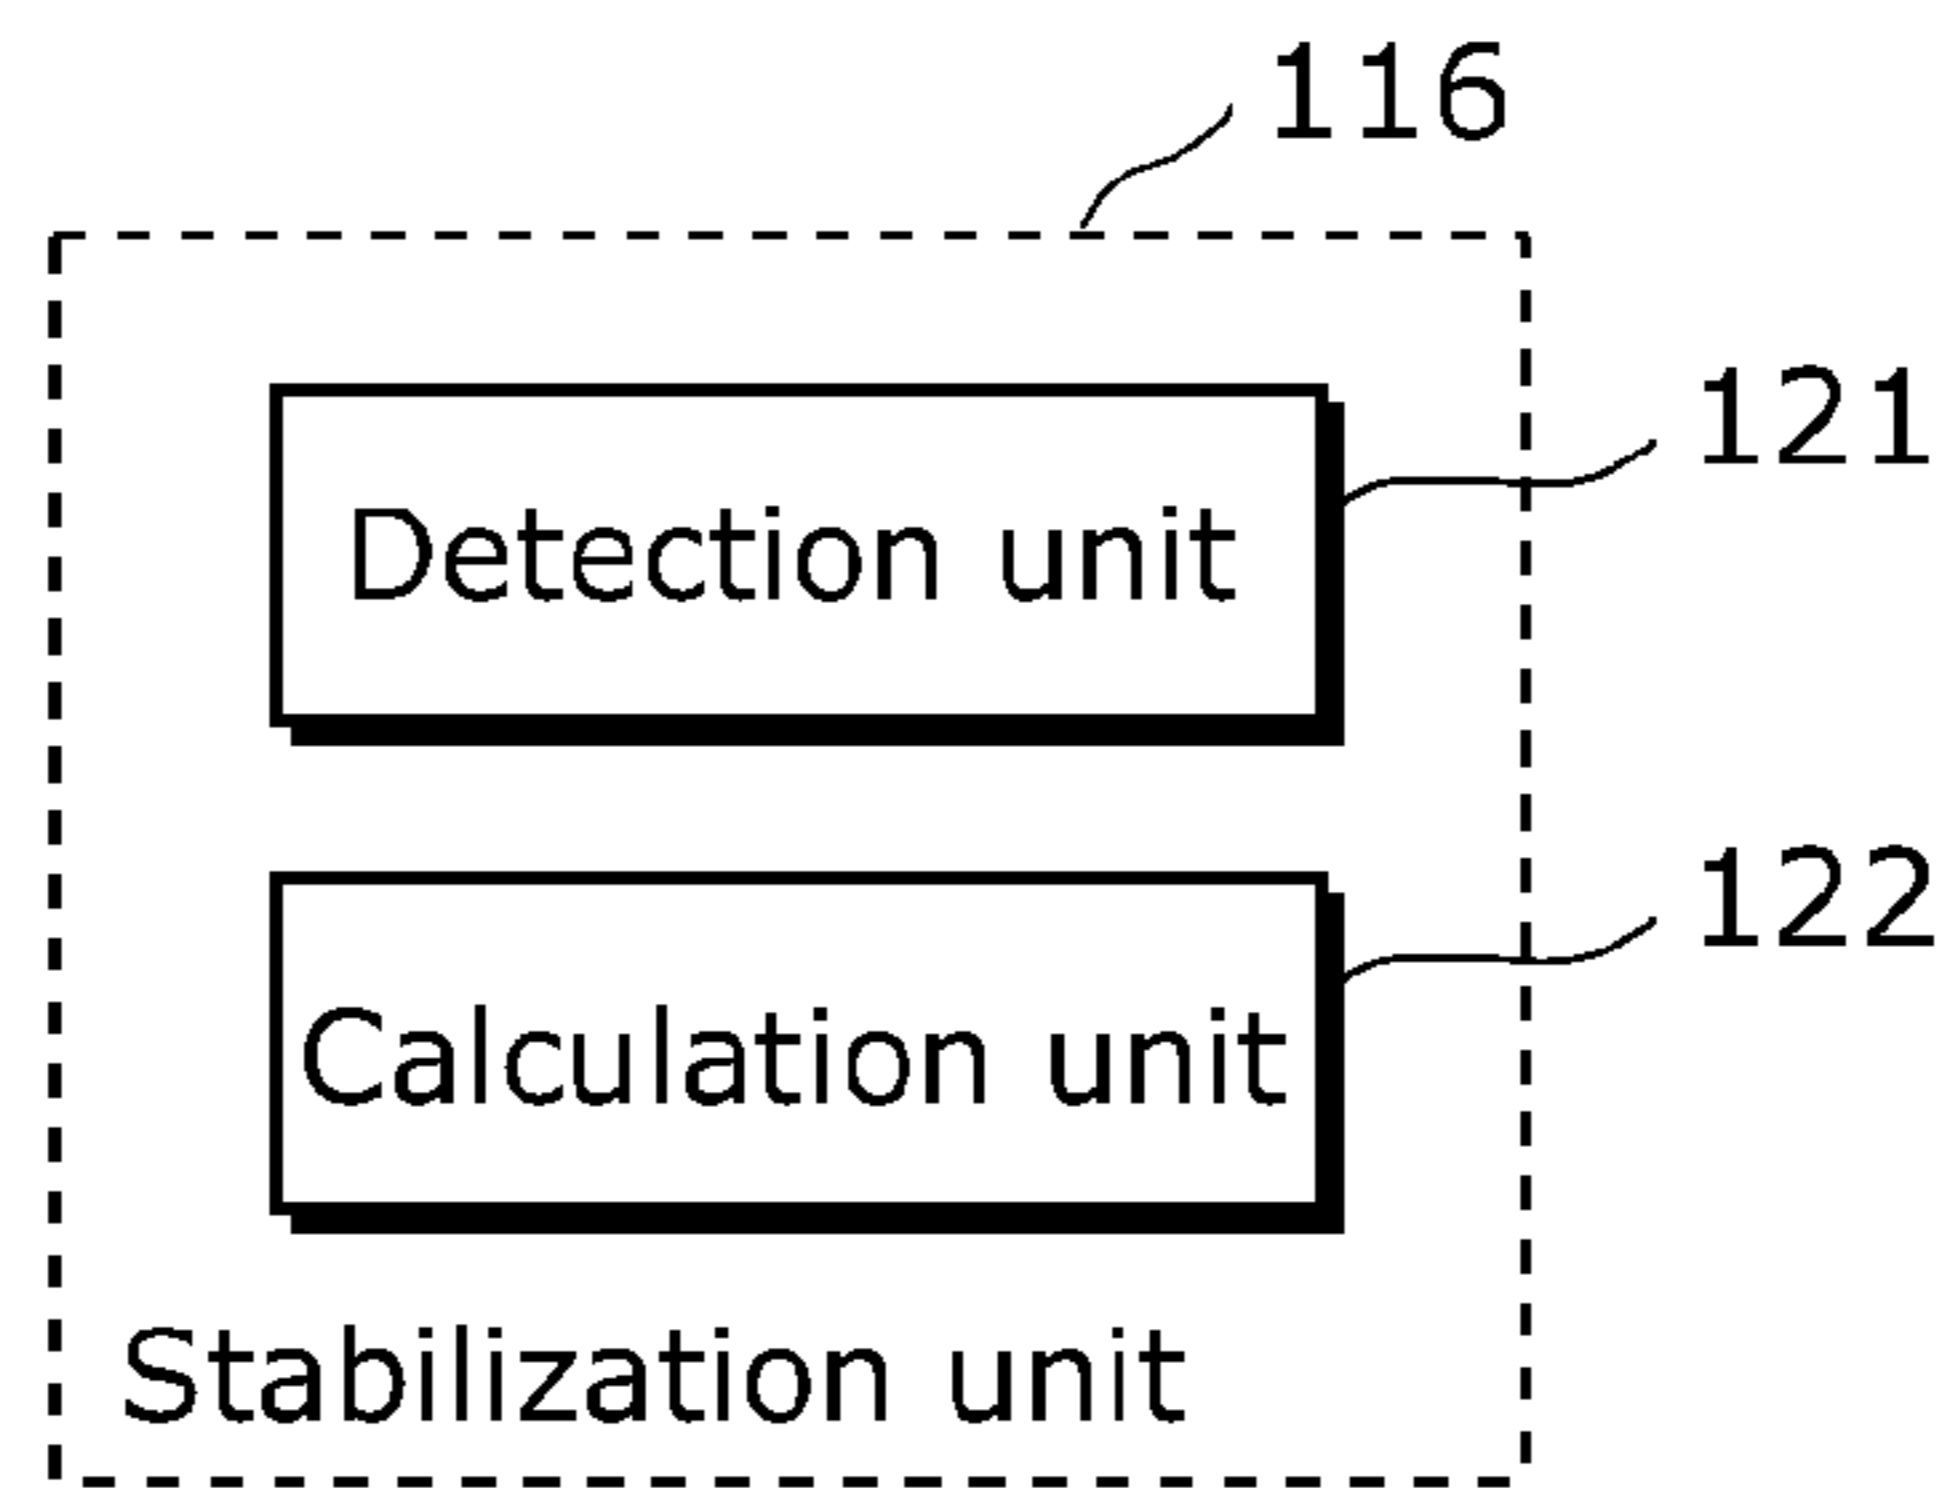 116
121
Detection unit
122
Calculation unit
Stabilization unit